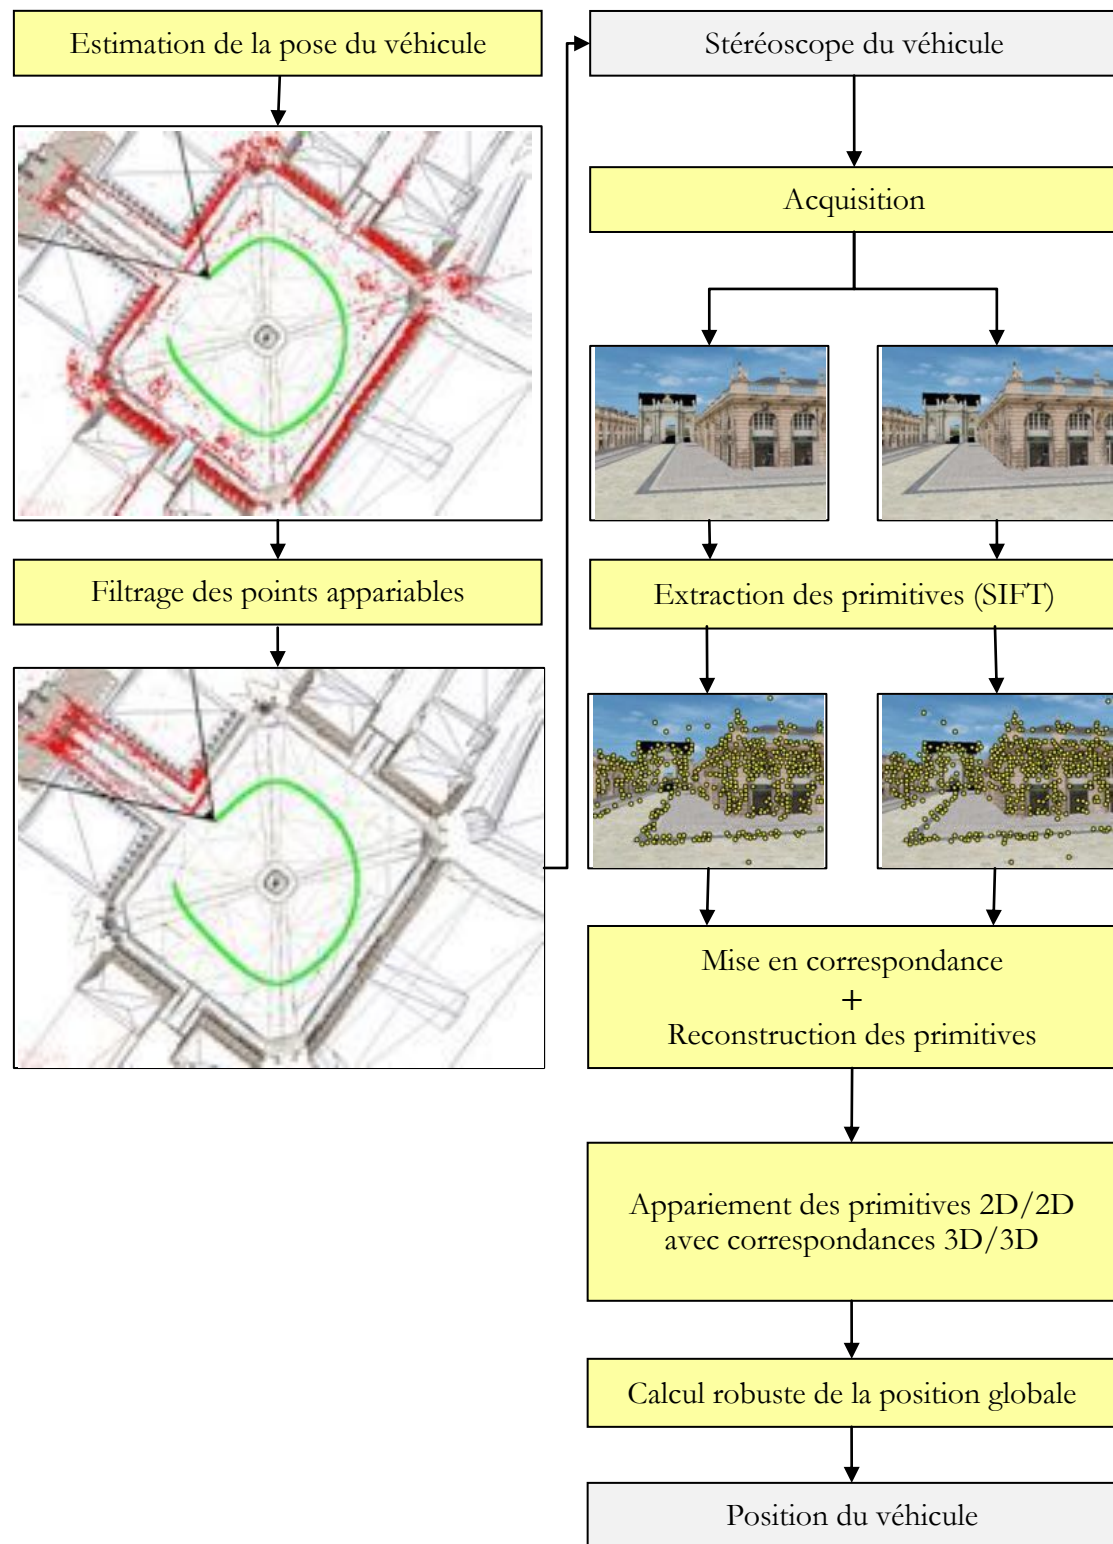 Estimation de la pose du véhicule
Filtrage des points appariables
Stéréoscope du véhicule
Acquisition
Extraction des primitives (SIFT)
Mise en correspondance
+
Reconstruction des primitives
Appariement des primitives 2D/2D
avec correspondances 3D/3D
Calcul robuste de la position globale
Position du véhicule